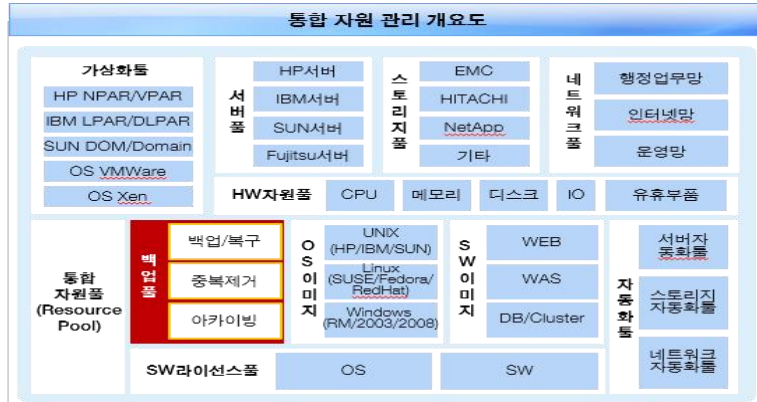 통합 자원 관리 개요도
가상화툴
HP NPAR/VPAR
IBM LPAR/DLPAR
SUN DOM/Domain
OS VMWare
OS Xen
서버풀
HP서버
IBM서버
SUN서버
Fujitsu서버
스토리지풀
EMC
HITACHI
NetApp
기타
네트워크풀
행정업무망
인터넷망
운영망
HW자원풀
CPU
메모리
디스크
IO
유휴부품
통합
자원풀
(Resource
Pool)
백업풀
백업/복구
중복제거
아카이빙
OS이미지
UNIX
(HP/IBM/SUN)
Linux
(SUSE/Fedora/
RedHat)
Windows
(RM/2003/2008)
SW이미지
WEB
WAS
DB/Cluster
자동화툴
서버자
동화툴
스토리지
자동화툴
네트워크
자동화툴
SW라이선스풀
OS
SW